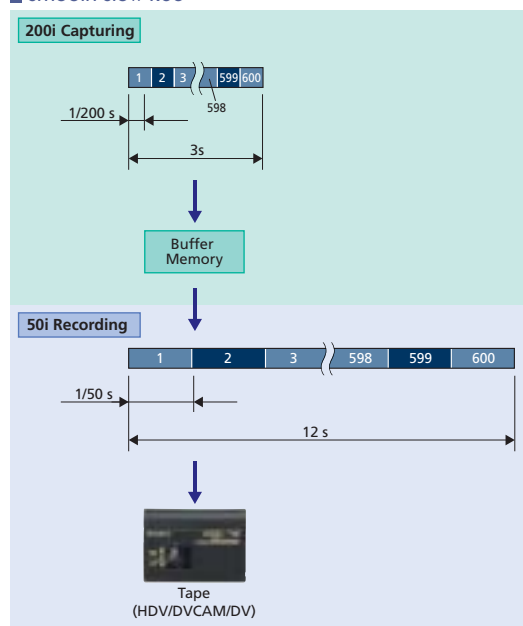 200i Capturing
1 2 3 599 600
598
1/200 s
3s
Buffer
Memory
50i Recording
1 2 3 598 599 600
1/50 s
12 s
Tape
(HDV/DVCAM/DV)